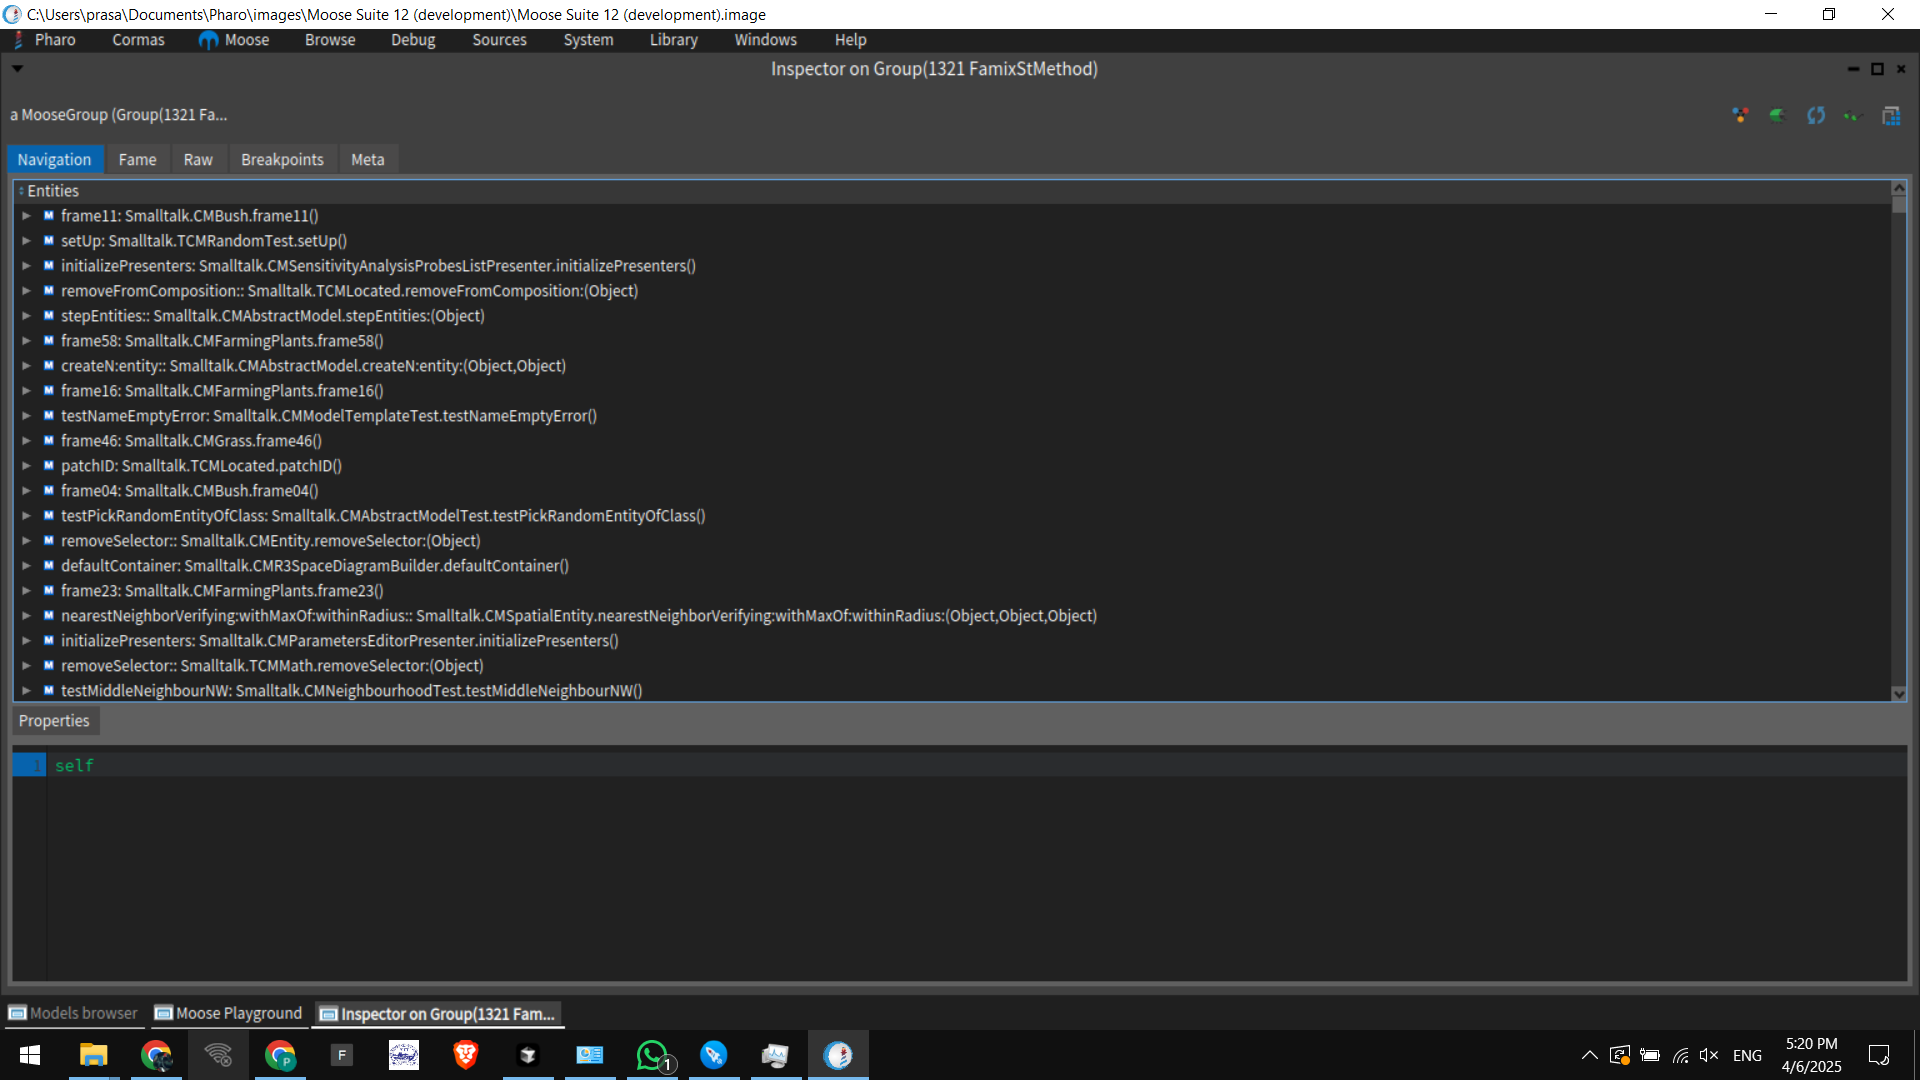 C:\Users\prasa\Documents\Pharo\images\Moose Suite 12 (development)\Moose Suite 12 (development).image
Pharo Cormas Moose Browse Debug Sources System Library Windows Help
Inspector on Group(1321 FamixStMethod)
a MooseGroup (Group(1321 Fa...
Navigation Fame Raw Breakpoints Meta
Entities
M frame11: Smalltalk.CMBush.frame11()
M setUp: Smalltalk.TCMRandomTest.setUp()
M initializePresenters: Smalltalk.CMSensitivityAnalysisProbesListPresenter.initializePresenters()
M removeFromComposition:: Smalltalk.TCMLocated.removeFromComposition:(Object)
M stepEntities:: Smalltalk.CMAbstractModel.stepEntities:(Object)
M frame58: Smalltalk.CMFarmingPlants.frame58()
M createN:entity:: Smalltalk.CMAbstractModel.createN:entity:(Object,Object)
M frame16: Smalltalk.CMFarmingPlants.frame16()
M testNameEmptyError: Smalltalk.CMModelTemplateTest.testNameEmptyError()
M frame46: Smalltalk.CMGrass.frame46()
M patchID: Smalltalk.TCMLocated.patchID()
M frame04: Smalltalk.CMBush.frame04()
M testPickRandomEntityOfClass: Smalltalk.CMAbstractModelTest.testPickRandomEntityOfClass()
M removeSelector:: Smalltalk.CMEntity.removeSelector:(Object)
M defaultContainer: Smalltalk.CMR3SpaceDiagramBuilder.defaultContainer()
M frame23: Smalltalk.CMFarmingPlants.frame23()
M nearestNeighborVerifying:withMaxOf:withinRadius:: Smalltalk.CMSpatialEntity.nearestNeighborVerifying:withMaxOf:withinRadius:(Object,Object,Object)
M initializePresenters: Smalltalk.CMParametersEditorPresenter.initializePresenters()
M removeSelector:: Smalltalk.TCMMath.removeSelector:(Object)
M testMiddleNeighbourNW: Smalltalk.CMNeighbourhoodTest.testMiddleNeighbourNW()
Properties
1 self
Models browser Moose Playground Inspector on Group(1321 Fam...
P F 1 ENG 5:20 PM
4/6/2025